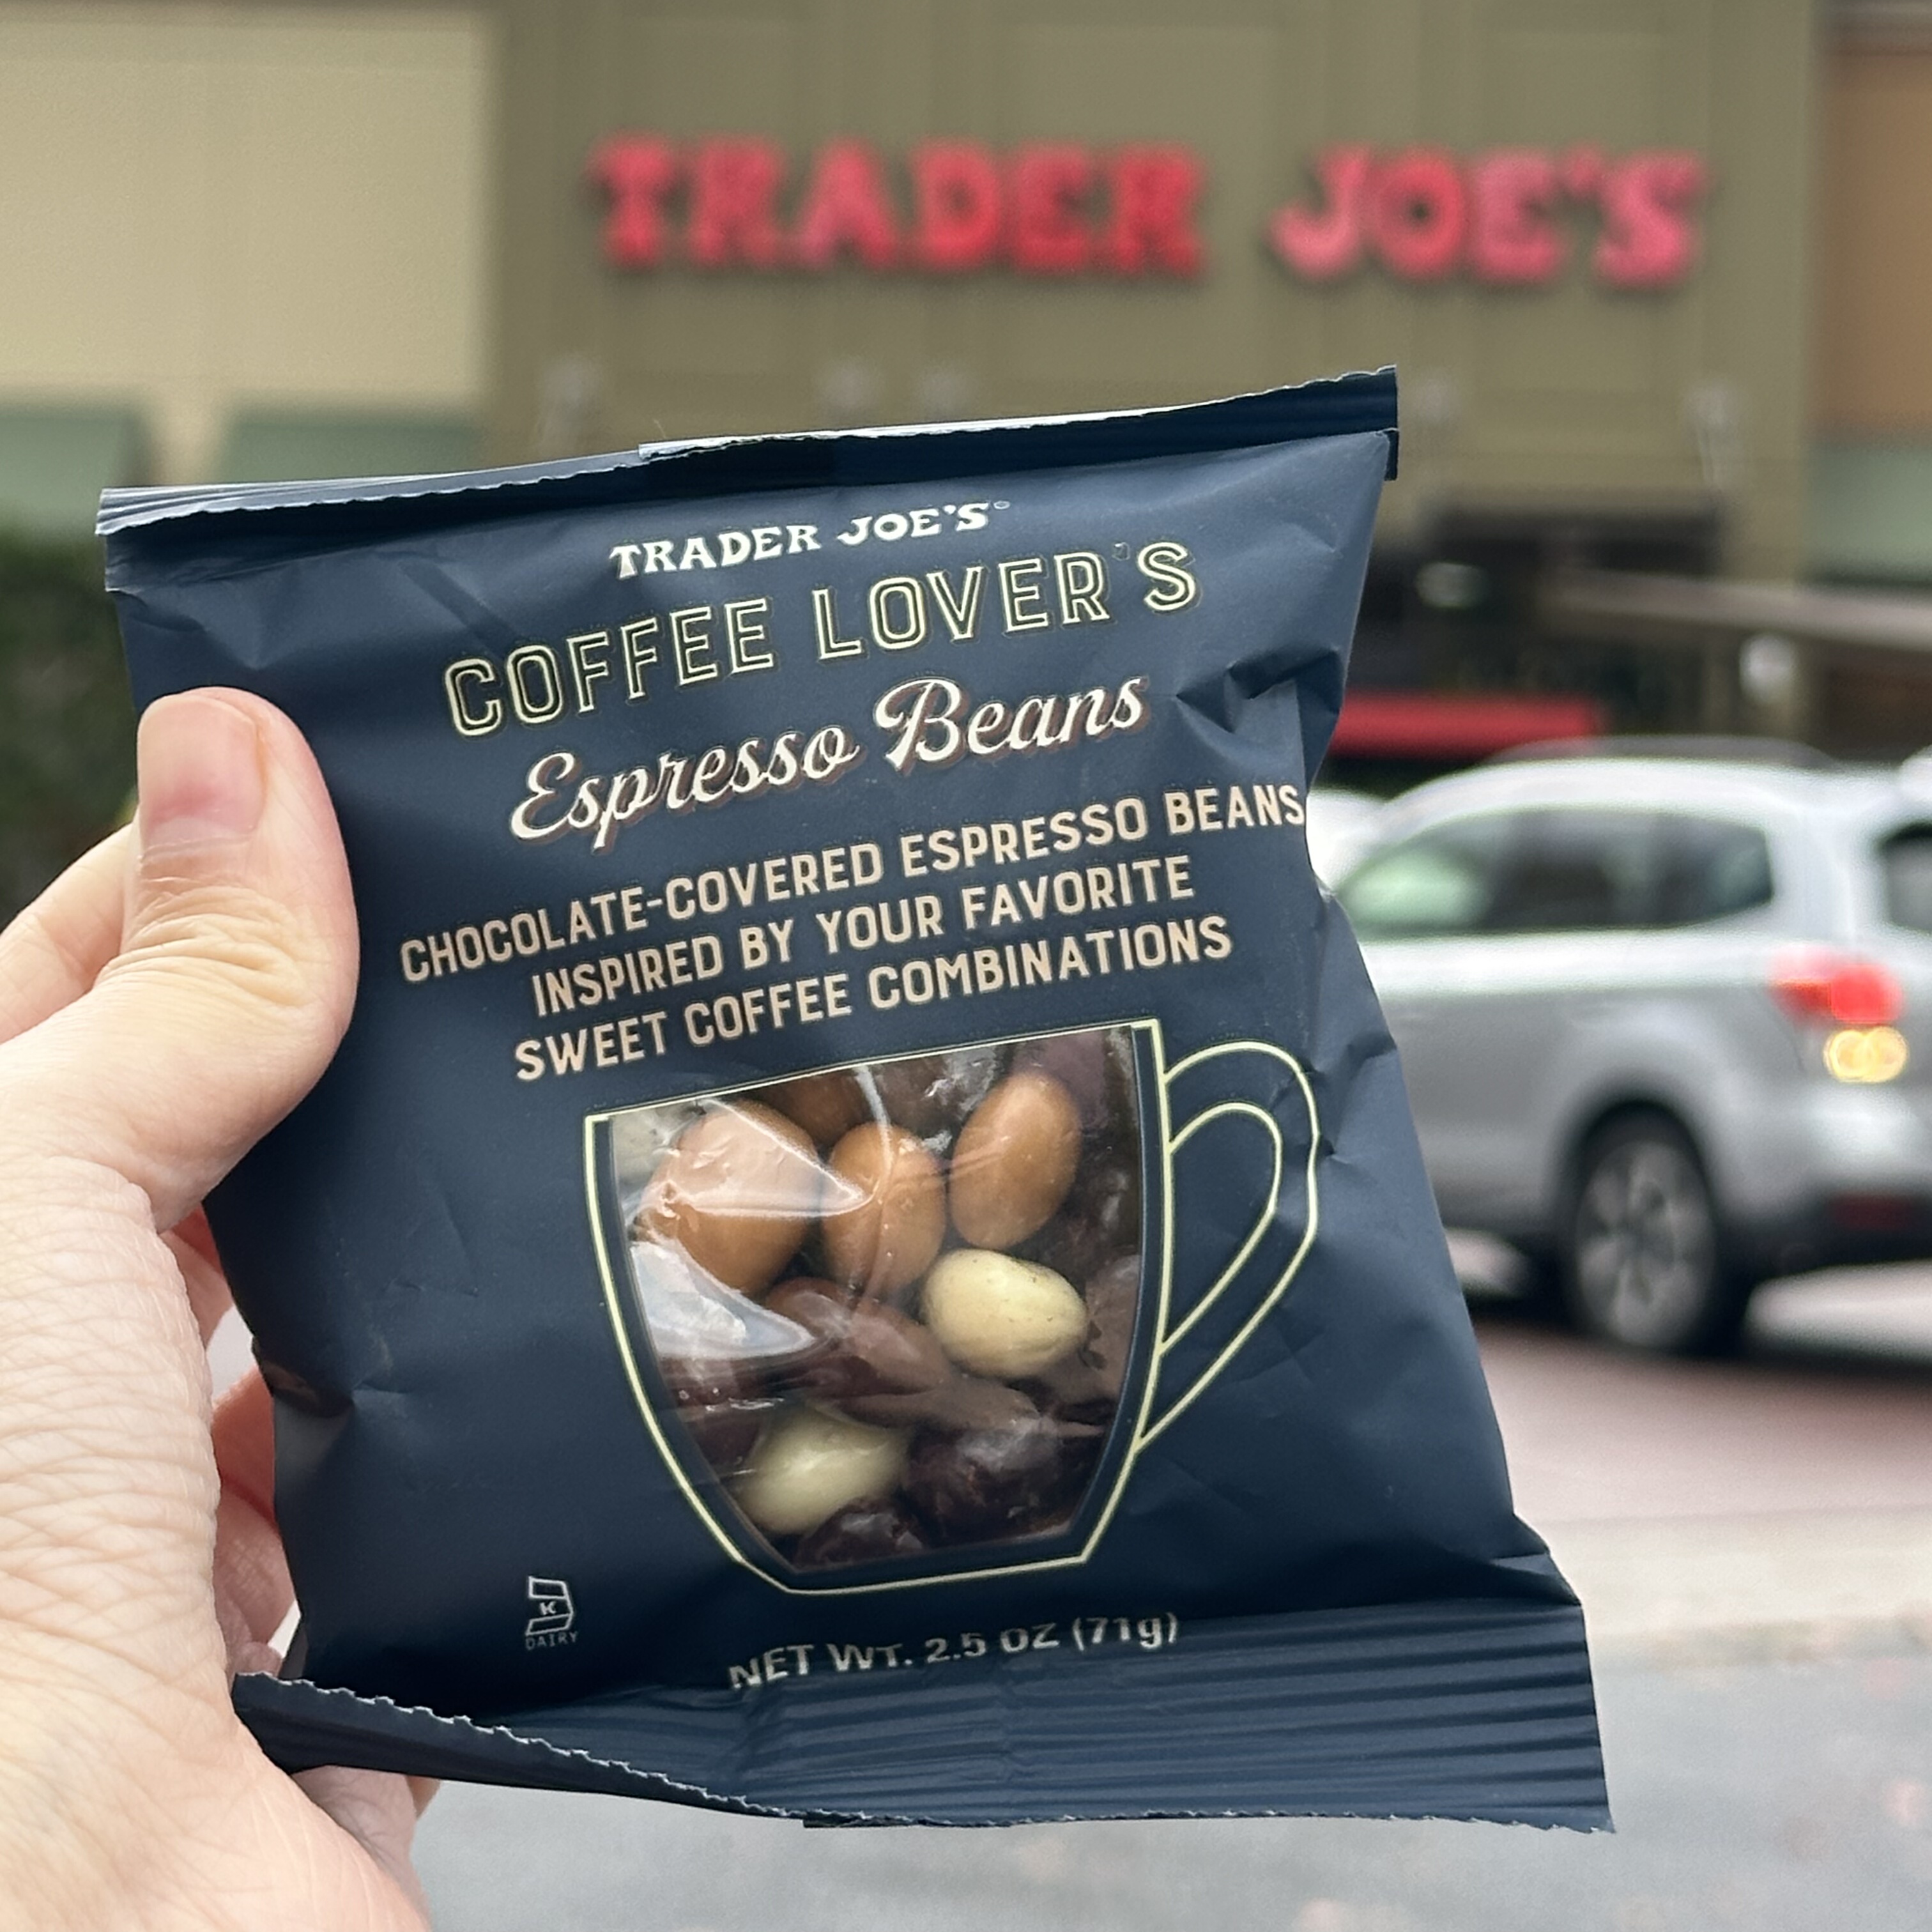 TRADER JOE'S
TRADER JOE'S®
COFFEE LOVER'S
Espresso Beans
CHOCOLATE-COVERED ESPRESSO BEANS
INSPIRED BY YOUR FAVORITE
SWEET COFFEE COMBINATIONS
K
DAIRY
NET WT. 2.5 OZ (71g)